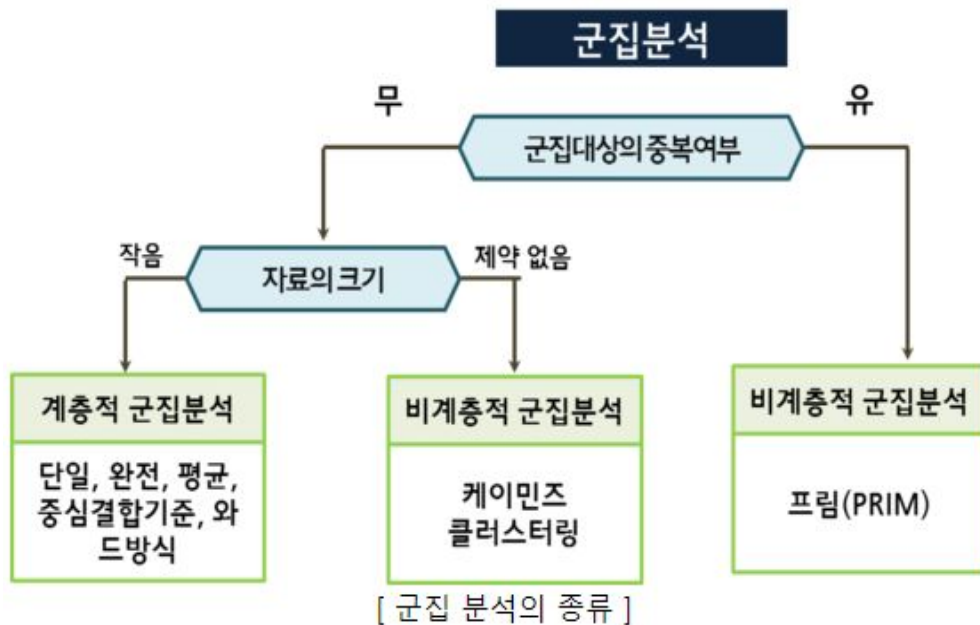 군집분석
무
유
군집대상의 중복여부
작음
제약 없음
자료의 크기
계층적 군집분석
단일, 완전, 평균,
중심결합기준, 와
드방식
비계층적 군집분석
케이민즈
클러스터링
비계층적 군집분석
프림(PRIM)
[ 군집 분석의 종류 ]